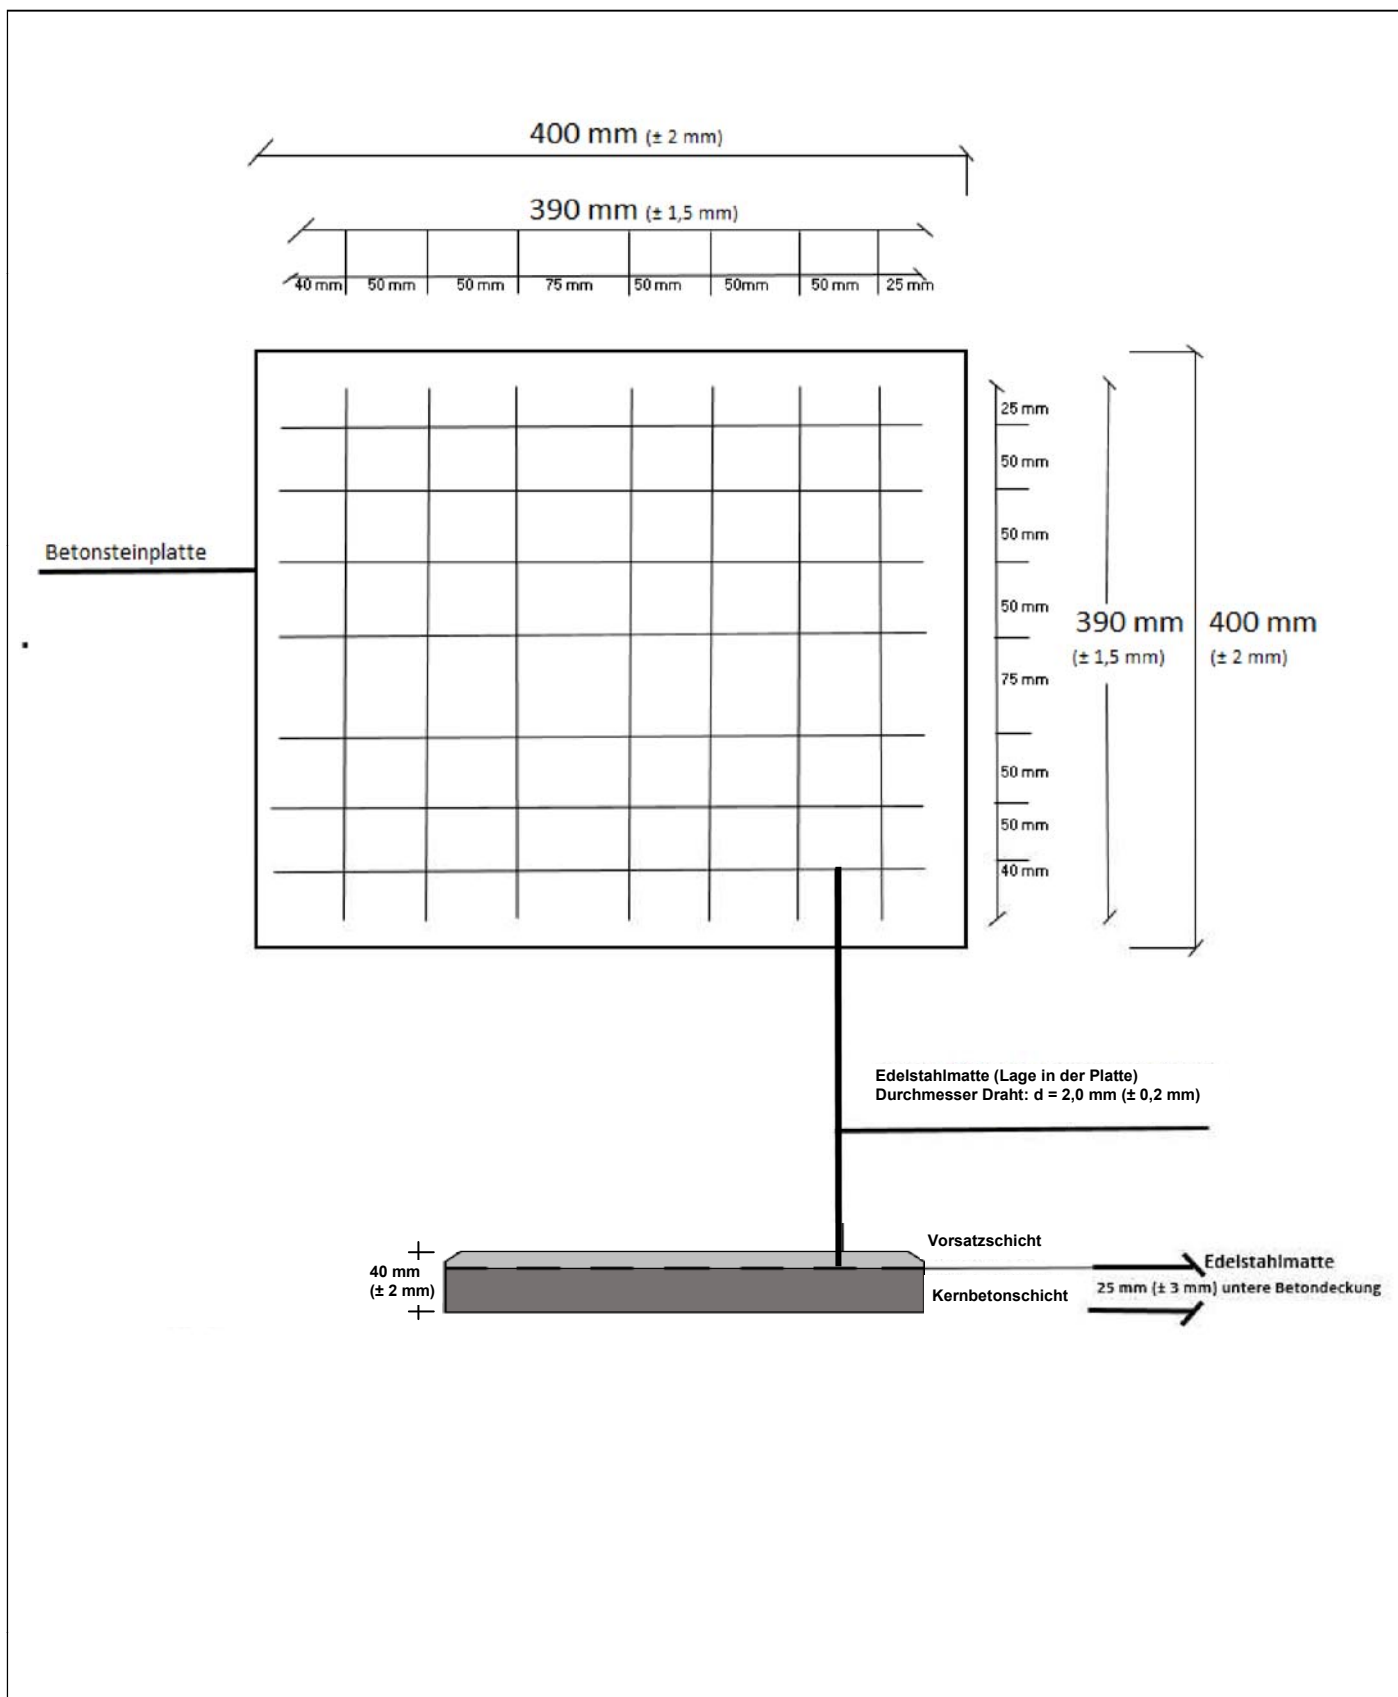 400 mm (± 2 mm)
390 mm (± 1,5 mm)
40 mm 50 mm 50 mm 75 mm 50 mm 50mm 50 mm 25 mm
25 mm
50 mm
50 mm
50 mm
75 mm
50 mm
50 mm
40 mm
390 mm
(± 1,5 mm)
400 mm
(± 2 mm)
Betonsteinplatte
Edelstahlmatte (Lage in der Platte)
Durchmesser Draht: d = 2,0 mm (± 0,2 mm)
40 mm
(± 2 mm)
Vorsatzschicht
Kernbetonschicht
Edelstahlmatte
25 mm (± 3 mm) untere Betondeckung